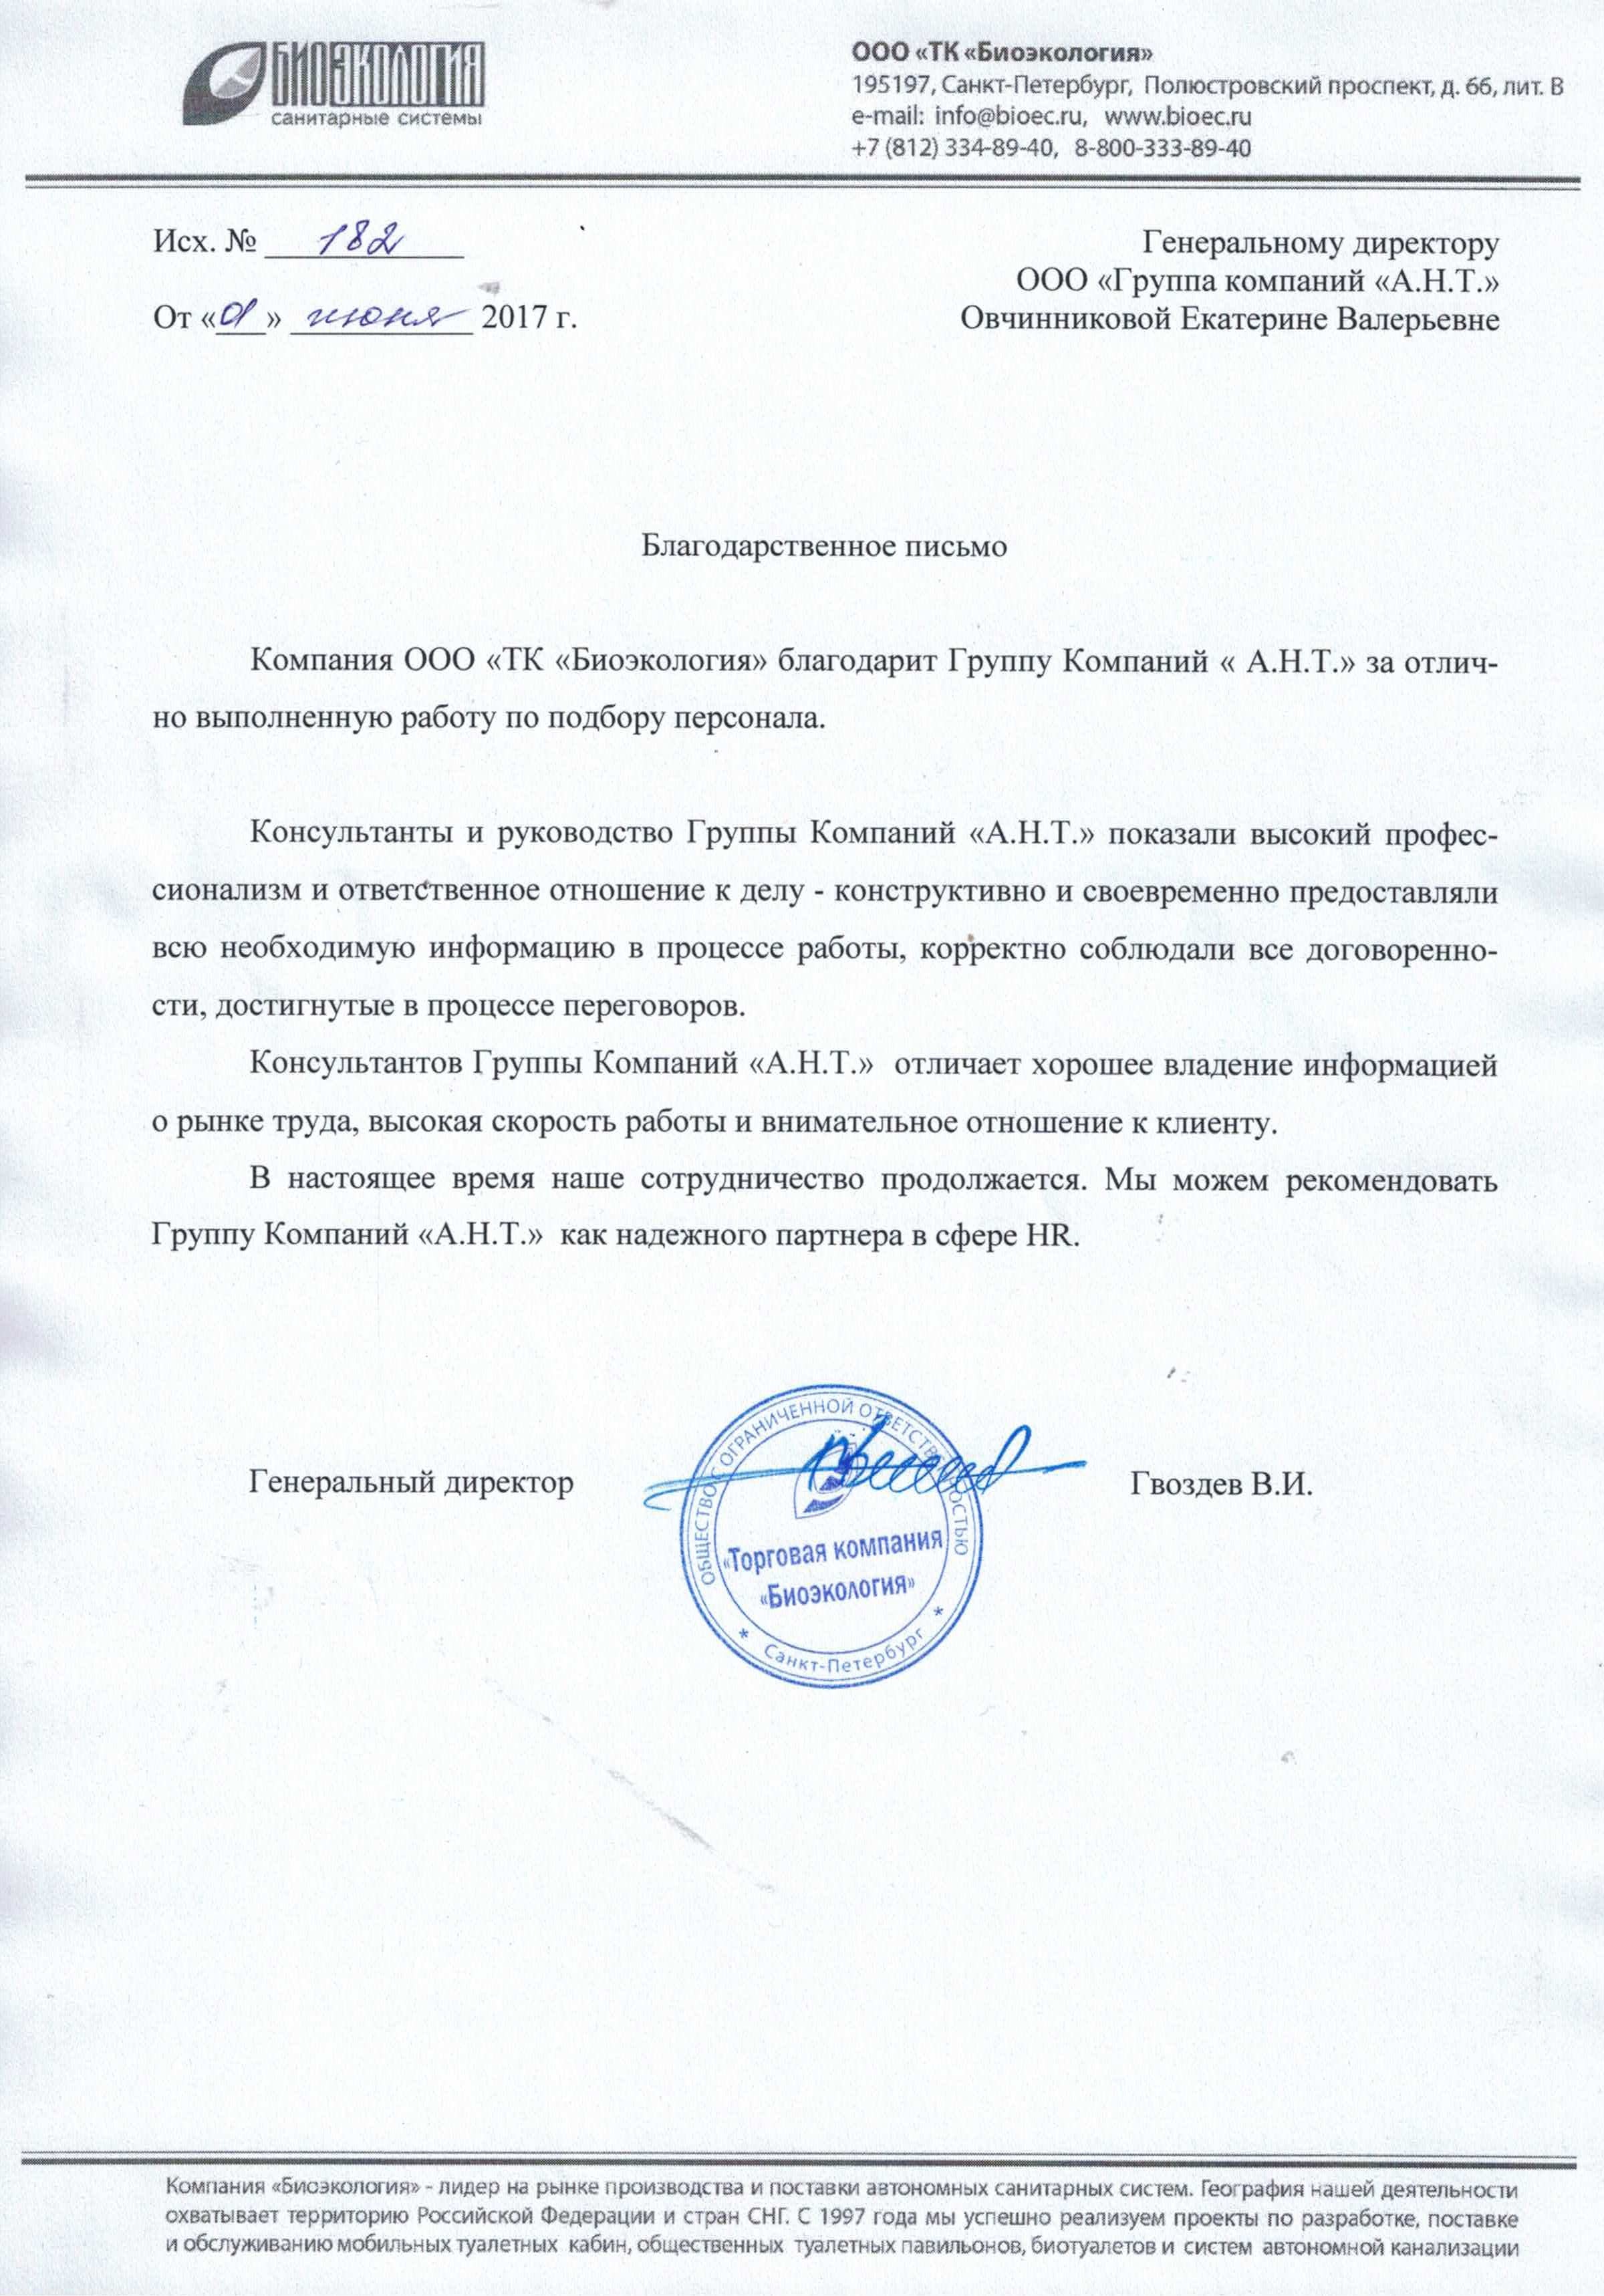 БИОЭКОЛОГИЯ
санитарные системы
ООО «ТК «Биоэкология»
195197, Санкт-Петербург, Полюстровский проспект, д. 66, лит. В
e-mail: info@bioec.ru, www.bioec.ru
+7 (812) 334-89-40, 8-800-333-89-40
Исх. № 182
От «01» июня 2017 г.
Генеральному директору
ООО «Группа компаний «А.Н.Т.»
Овчинниковой Екатерине Валерьевне
Благодарственное письмо
Компания ООО «ТК «Биоэкология» благодарит Группу Компаний « А.Н.Т.» за отлич-
но выполненную работу по подбору персонала.
Консультанты и руководство Группы Компаний «А.Н.Т.» показали высокий профес-
сионализм и ответственное отношение к делу - конструктивно и своевременно предоставляли
всю необходимую информацию в процессе работы, корректно соблюдали все договоренно-
сти, достигнутые в процессе переговоров.
Консультантов Группы Компаний «А.Н.Т.» отличает хорошее владение информацией
о рынке труда, высокая скорость работы и внимательное отношение к клиенту.
В настоящее время наше сотрудничество продолжается. Мы можем рекомендовать
Группу Компаний «А.Н.Т.» как надежного партнера в сфере HR.
Генеральный директор
Гвоздев В.И.
ОБЩЕСТВО С ОГРАНИЧЕННОЙ ОТВЕТСТВЕННОСТЬЮ
«Торговая компания
«Биоэкология»
* Санкт-Петербург *
Компания «Биоэкология» - лидер на рынке производства и поставки автономных санитарных систем. География нашей деятельности
охватывает территорию Российской Федерации и стран СНГ. С 1997 года мы успешно реализуем проекты по разработке, поставке
и обслуживанию мобильных туалетных кабин, общественных туалетных павильонов, биотуалетов и систем автономной канализации